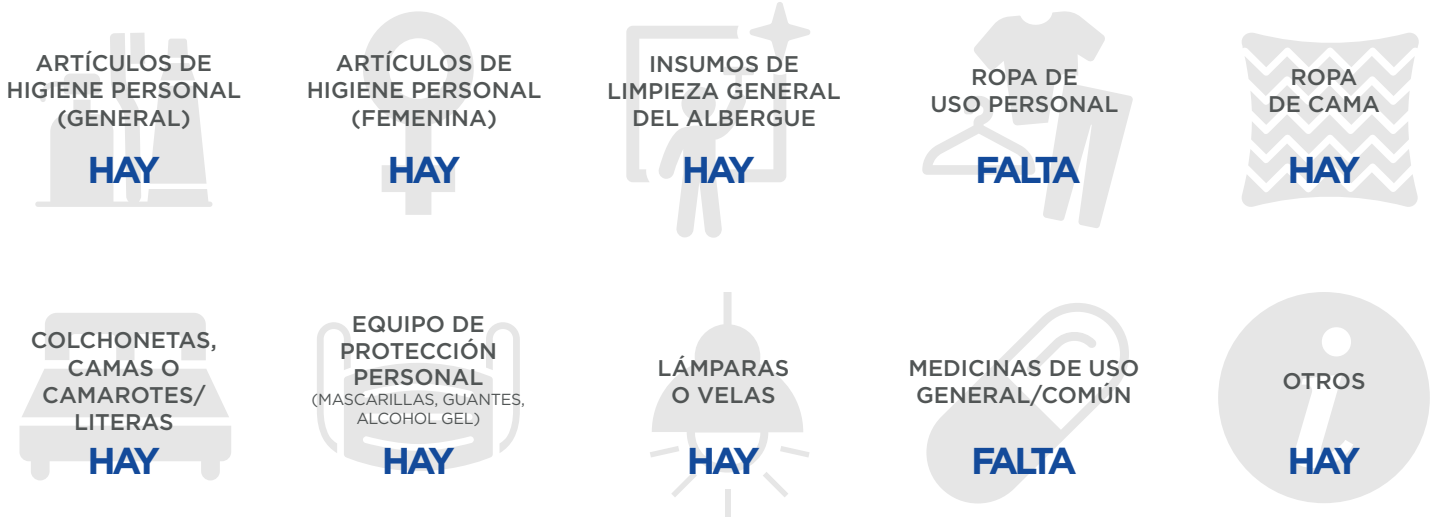 ARTÍCULOS DE
HIGIENE PERSONAL
(GENERAL)
HAY
ARTÍCULOS DE
HIGIENE PERSONAL
(FEMENINA)
HAY
INSUMOS DE
LIMPIEZA GENERAL
DEL ALBERGUE
HAY
ROPA DE
USO PERSONAL
FALTA
ROPA
DE CAMA
HAY
COLCHONETAS,
CAMAS O
CAMAROTES/
LITERAS
HAY
EQUIPO DE
PROTECCIÓN
PERSONAL
(MASCARILLAS, GUANTES,
ALCOHOL GEL)
HAY
LÁMPARAS
O VELAS
HAY
MEDICINAS DE USO
GENERAL/COMÚN
FALTA
OTROS
HAY